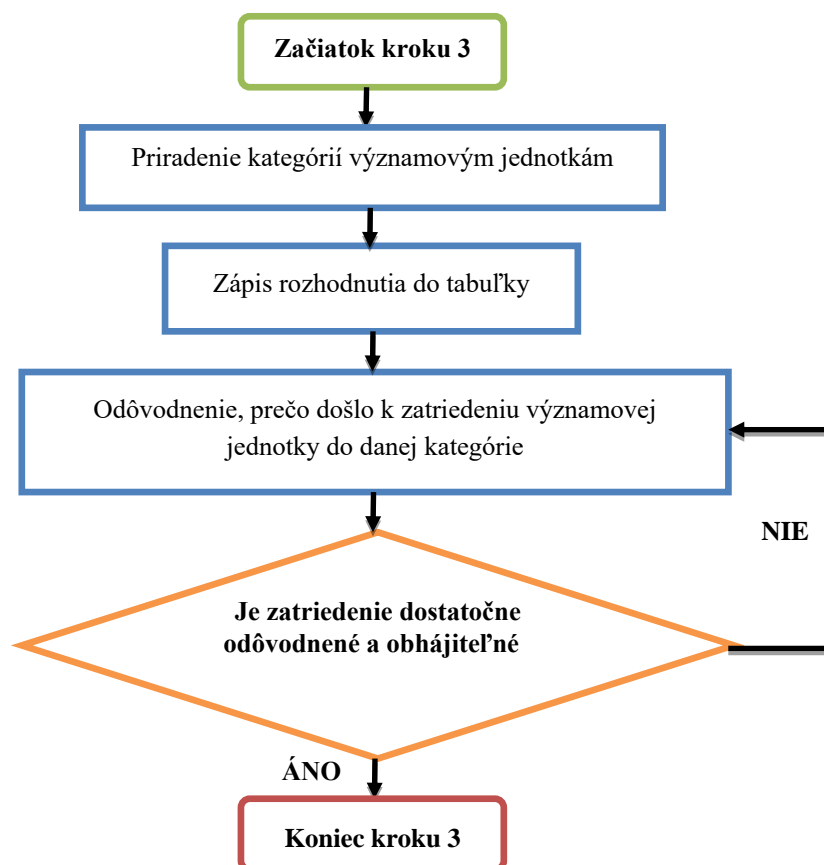 Začiatok kroku 3
Priradenie kategórií významovým jednotkám
Zápis rozhodnutia do tabuľky
Odôvodnenie, prečo došlo k zatriedeniu významovej
jednotky do danej kategórie
NIE
Je zatriedenie dostatočne
odôvodnené a obhájiteľné
ÁNO
Koniec kroku 3